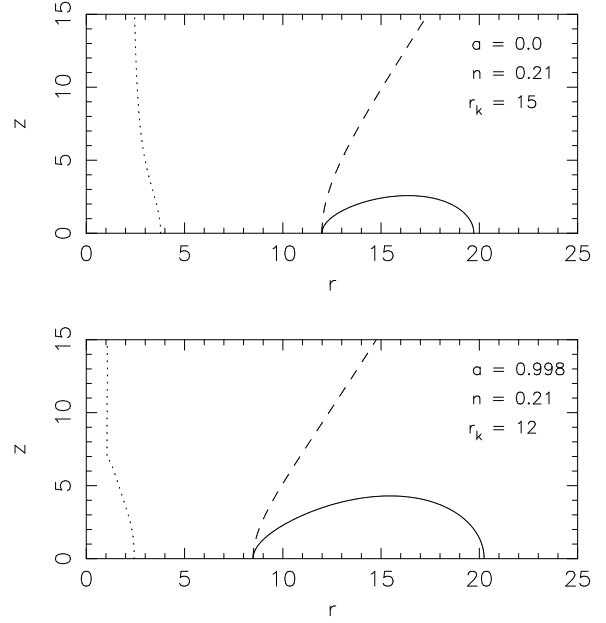 15
10
5
0
z
0 5 10 15 20 25
r
a = 0.0
n = 0.21
r_k = 15
15
10
5
0
z
0 5 10 15 20 25
r
a = 0.998
n = 0.21
r_k = 12